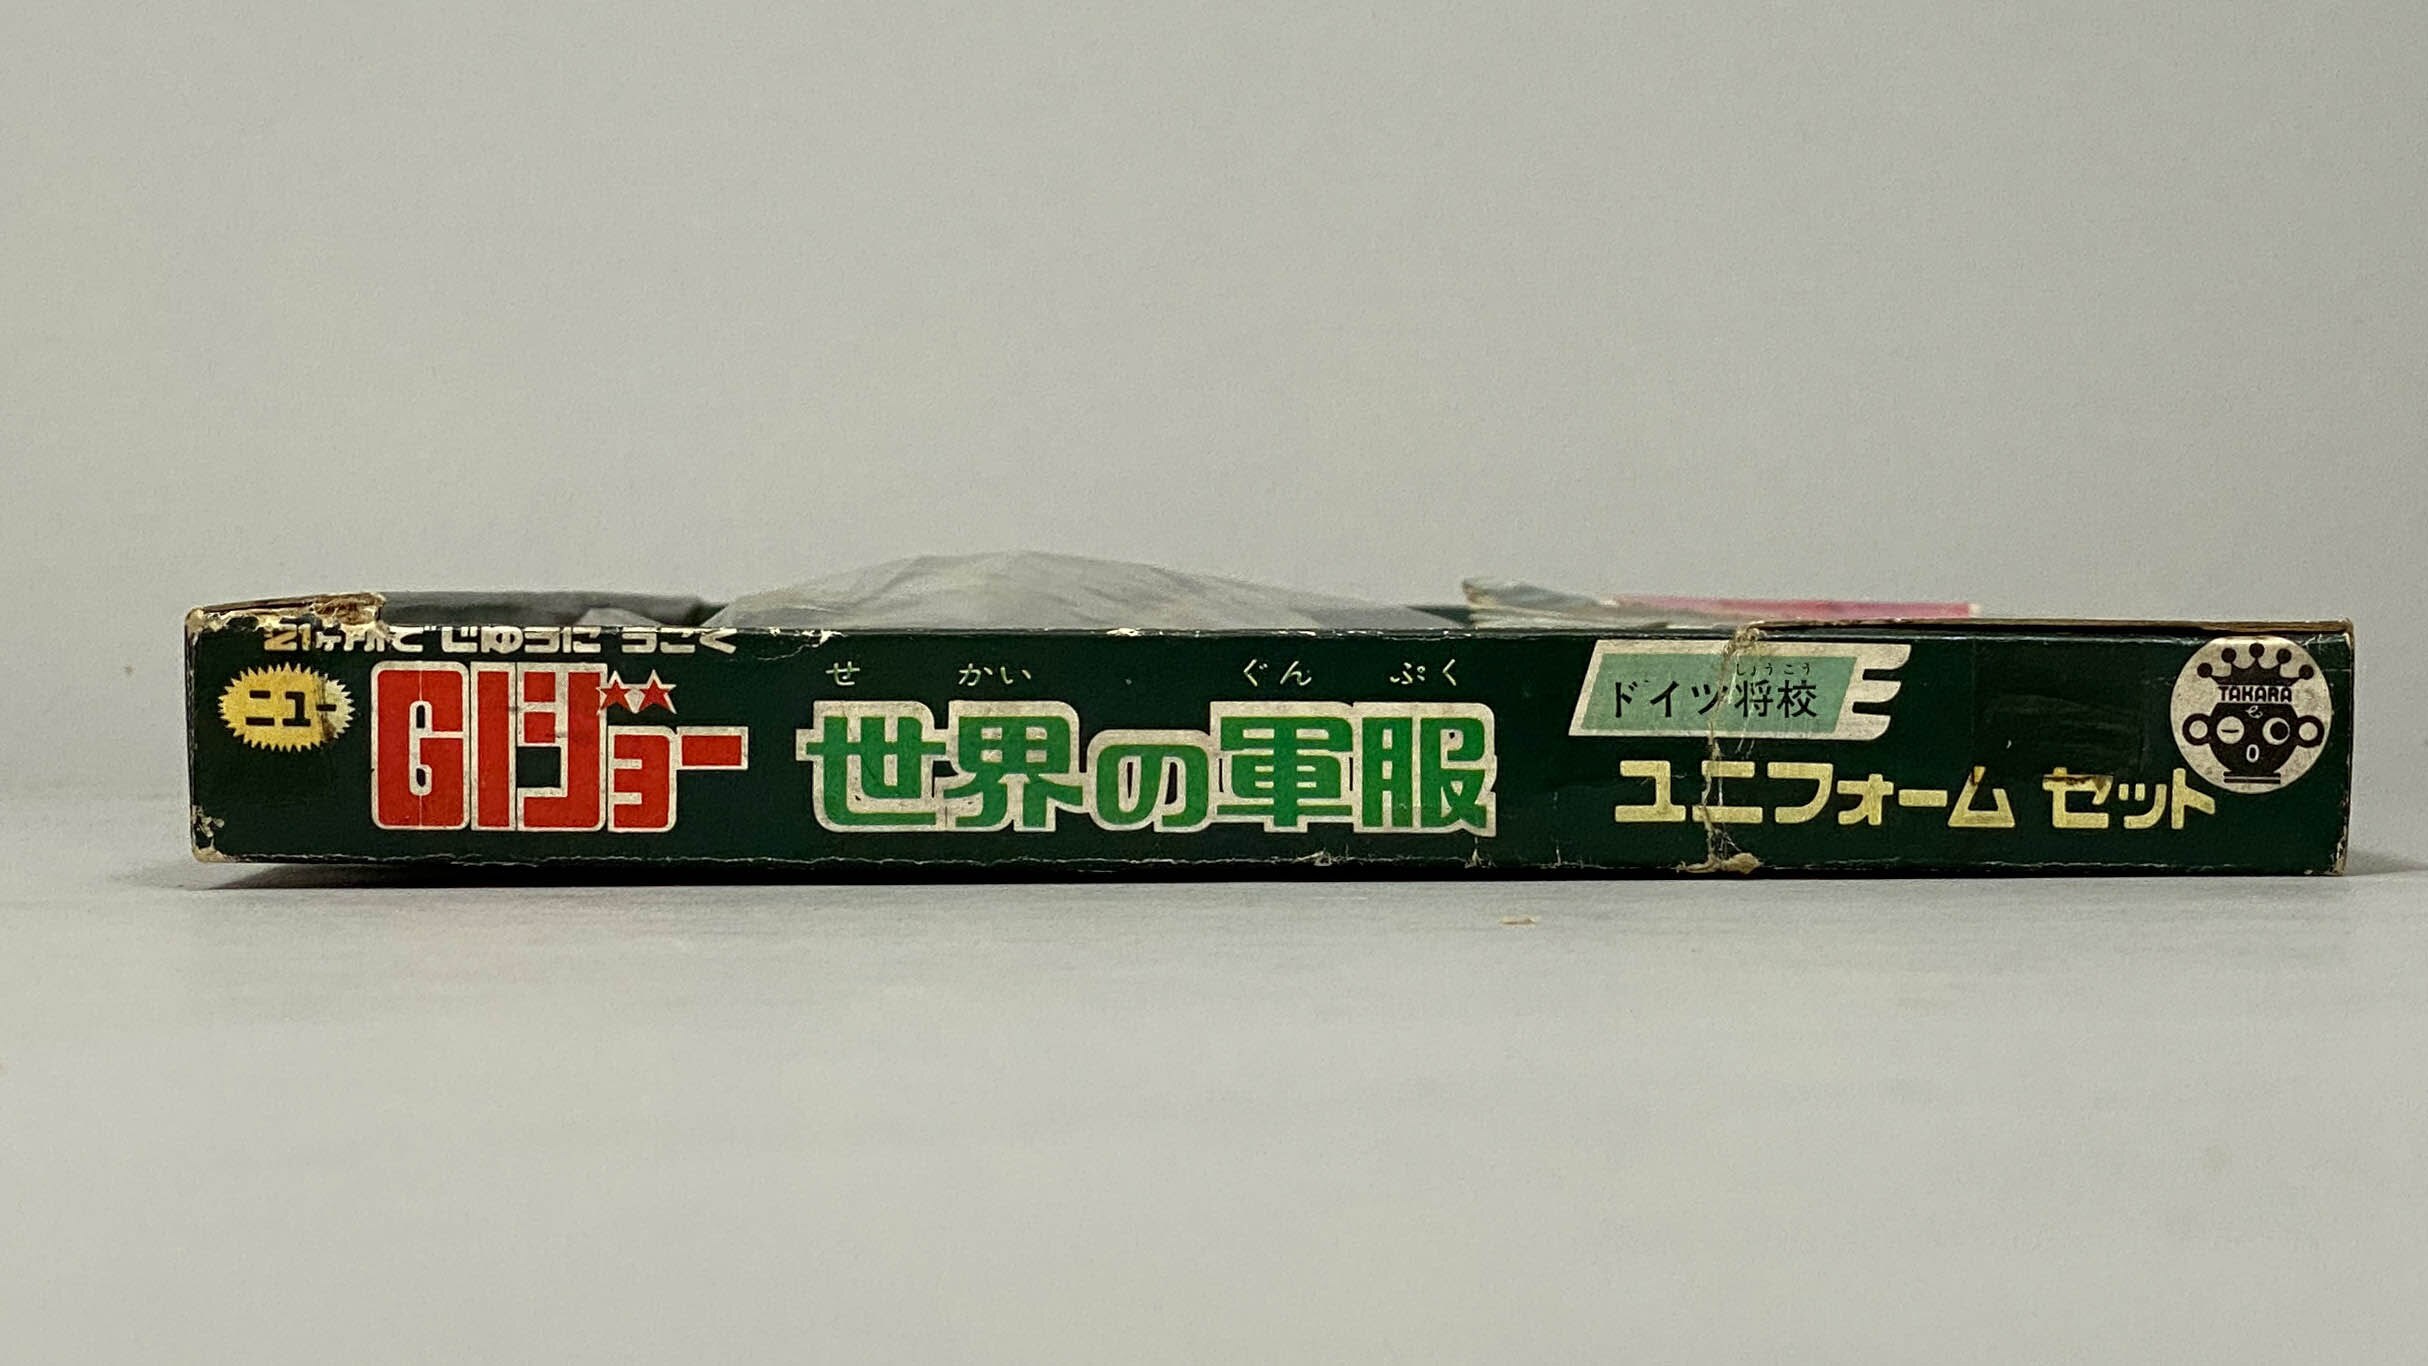 21ヶ所で じゆうに うごく
ニュー
GIジョー
せかい ぐんぷく
世界の軍服
しょうこう
ドイツ将校
ユニフォーム セット
TAKARA